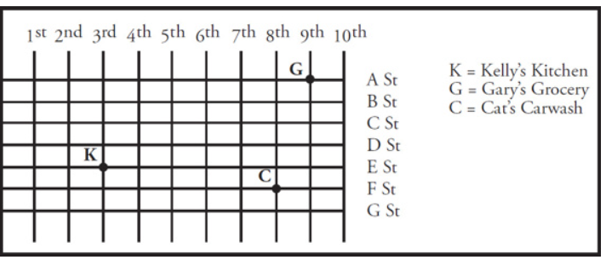 1st 2nd 3rd 4th 5th 6th 7th 8th 9th 10th
G
A St
B St
C St
D St
K
E St
C
F St
G St
K = Kelly's Kitchen
G = Gary's Grocery
C = Cat's Carwash